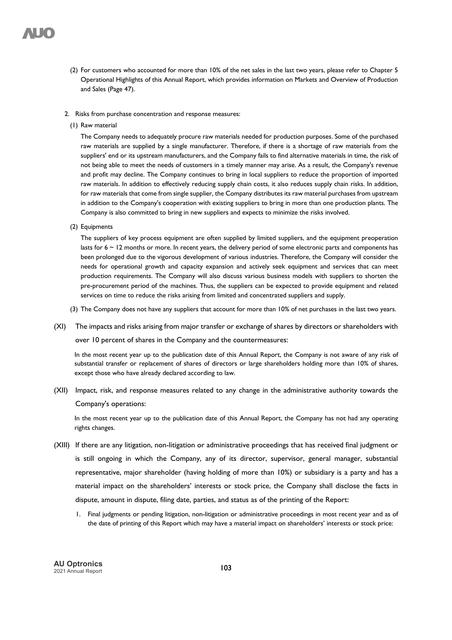 AUO
(2) For customers who accounted for more than 10% of the net sales in the last two years, please refer to Chapter 5
Operational Highlights of this Annual Report, which provides information on Markets and Overview of Production
and Sales (Page 47).
2. Risks from purchase concentration and response measures:
(1) Raw material
The Company needs to adequately procure raw materials needed for production purposes. Some of the purchased
raw materials are supplied by a single manufacturer. Therefore, if there is a shortage of raw materials from the
suppliers' end or its upstream manufacturers, and the Company fails to find alternative materials in time, the risk of
not being able to meet the needs of customers in a timely manner may arise. As a result, the Company's revenue
and profit may decline. The Company continues to bring in local suppliers to reduce the proportion of imported
raw materials. In addition to effectively reducing supply chain costs, it also reduces supply chain risks. In addition,
for raw materials that come from single supplier, the Company distributes its raw material purchases from upstream
in addition to the Company's cooperation with existing suppliers to bring in more than one production plants. The
Company is also committed to bring in new suppliers and expects to minimize the risks involved.
(2) Equipments
The suppliers of key process equipment are often supplied by limited suppliers, and the equipment preoperation
lasts for 6 ~ 12 months or more. In recent years, the delivery period of some electronic parts and components has
been prolonged due to the vigorous development of various industries. Therefore, the Company will consider the
needs for operational growth and capacity expansion and actively seek equipment and services that can meet
production requirements. The Company will also discuss various business models with suppliers to shorten the
pre-procurement period of the machines. Thus, the suppliers can be expected to provide equipment and related
services on time to reduce the risks arising from limited and concentrated suppliers and supply.
(3) The Company does not have any suppliers that account for more than 10% of net purchases in the last two years.
(XI) The impacts and risks arising from major transfer or exchange of shares by directors or shareholders with
over 10 percent of shares in the Company and the countermeasures:
In the most recent year up to the publication date of this Annual Report, the Company is not aware of any risk of
substantial transfer or replacement of shares of directors or large shareholders holding more than 10% of shares,
except those who have already declared according to law.
(XII) Impact, risk, and response measures related to any change in the administrative authority towards the
Company's operations:
In the most recent year up to the publication date of this Annual Report, the Company has not had any operating
rights changes.
(XIII) If there are any litigation, non-litigation or administrative proceedings that has received final judgment or
is still ongoing in which the Company, any of its director, supervisor, general manager, substantial
representative, major shareholder (having holding of more than 10%) or subsidiary is a party and has a
material impact on the shareholders' interests or stock price, the Company shall disclose the facts in
dispute, amount in dispute, filing date, parties, and status as of the printing of the Report:
1. Final judgments or pending litigation, non-litigation or administrative proceedings in most recent year and as of
the date of printing of this Report which may have a material impact on shareholders' interests or stock price:
AU Optronics
2021 Annual Report
103